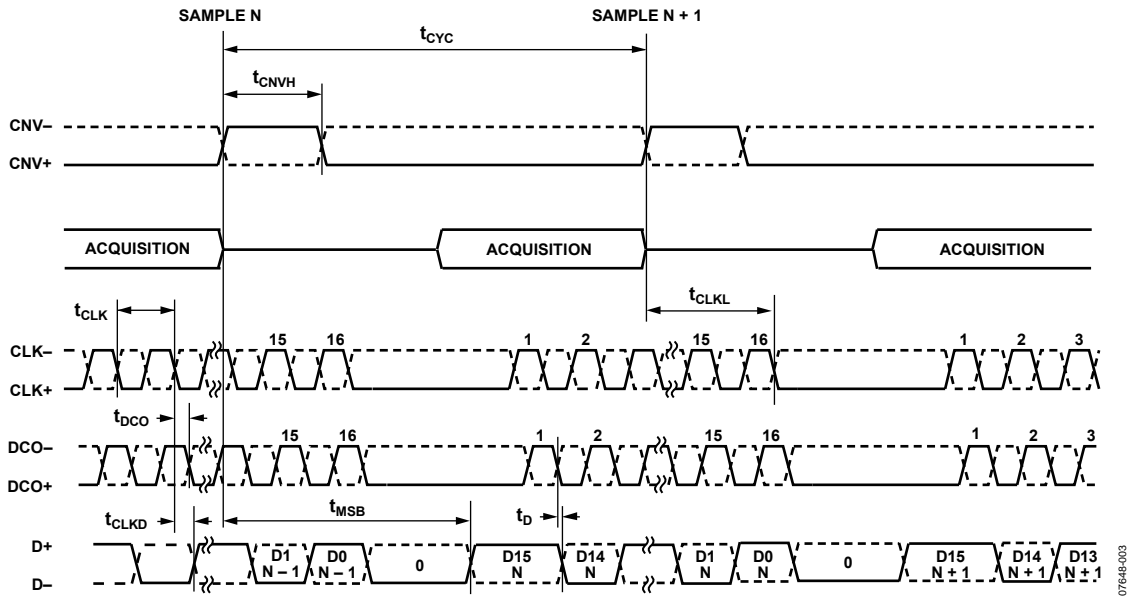 SAMPLE N
SAMPLE N + 1
tCYC
tCNVH
CNV–
CNV+
ACQUISITION
ACQUISITION
ACQUISITION
tCLK
tCLKL
15
16
1
2
15
16
1
2
3
CLK–
CLK+
tDCO
15
16
1
2
15
16
1
2
3
DCO–
DCO+
tCLKD
tMSB
tD
D+
D–
D1
N – 1
D0
N – 1
0
D15
N
D14
N
D1
N
D0
N
0
D15
N + 1
D14
N + 1
D13
N + 1
07648-003